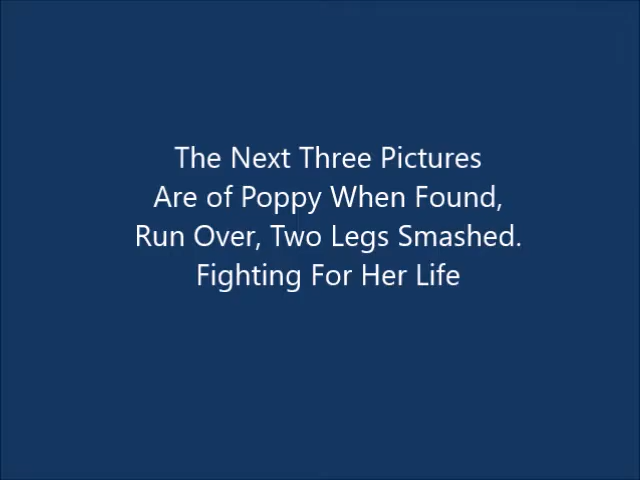 The Next Three Pictures
Are of Poppy When Found,
Run Over, Two Legs Smashed.
Fighting For Her Life